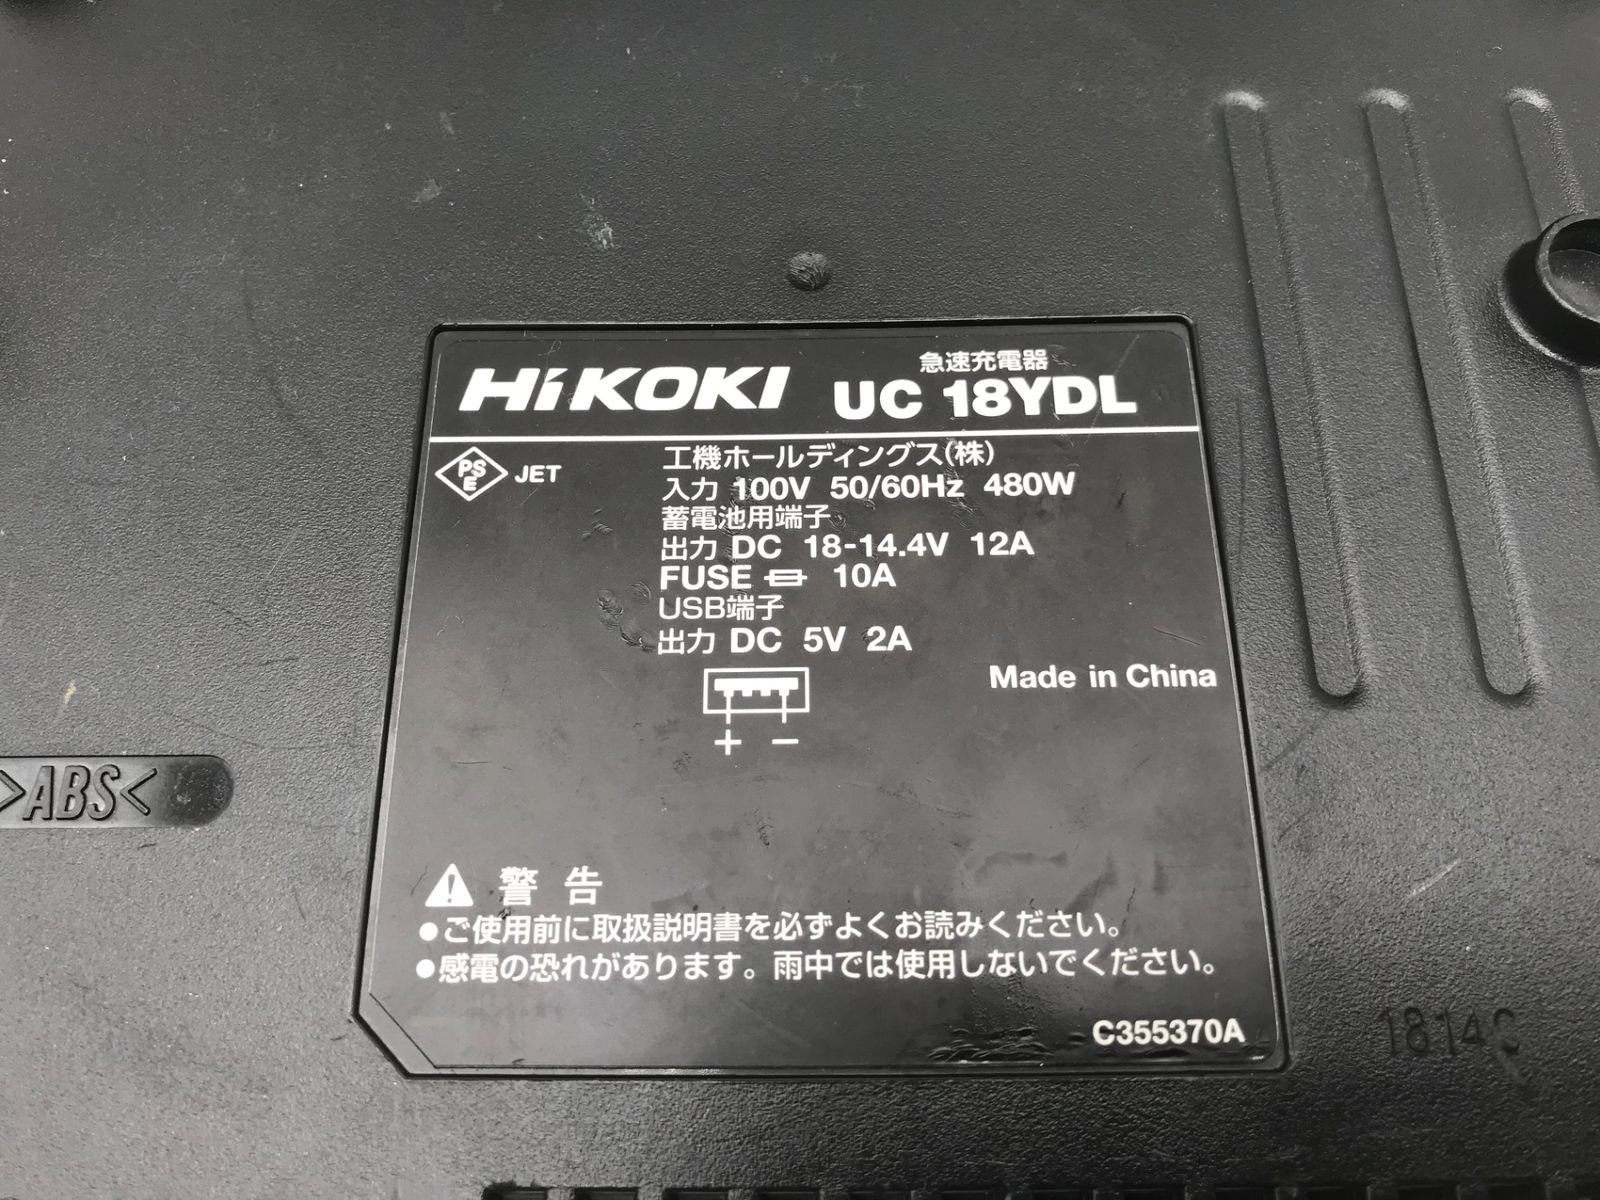 HiKOKI
急速充電器
UC 18YDL
PS
E
JET
工機ホールディングス(株)
入力 100V 50/60Hz 480W
蓄電池用端子
出力 DC 18-14.4V 12A
FUSE 10A
USB端子
出力 DC 5V 2A
Made in China
+ −
>ABS<
警告
●ご使用前に取扱説明書を必ずよくお読みください。
●感電の恐れがあります。雨中では使用しないでください。
C355370A
1814C